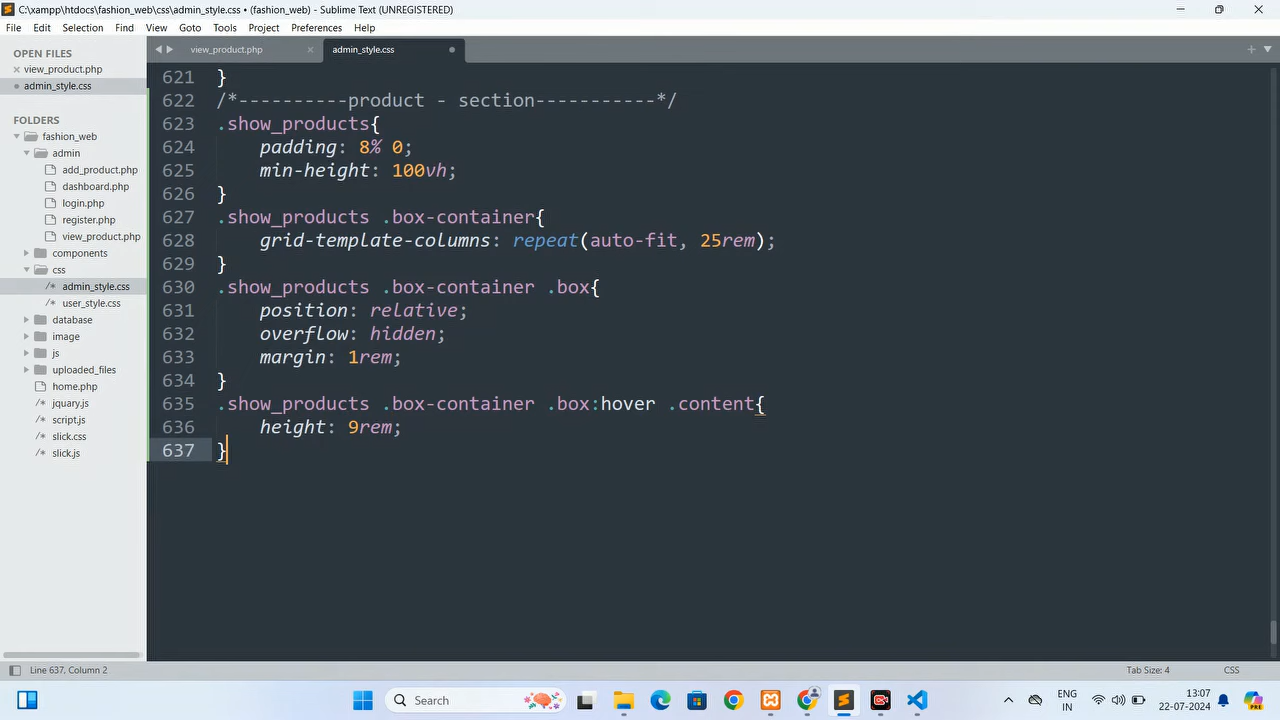 C:\xampp\htdocs\fashion_web\css\admin_style.css • (fashion_web) - Sublime Text (UNREGISTERED)
File Edit Selection Find View Goto Tools Project Preferences Help
OPEN FILES
view_product.php
admin_style.css
FOLDERS
fashion_web
admin
add_product.php
dashboard.php
login.php
register.php
view_product.php
components
css
/* admin_style.css
/* user_style.css
database
image
js
uploaded_files
home.php
/* jquary.js
/* script.js
/* slick.css
/* slick.js
view_product.php
admin_style.css
621 }
622 /*----------product - section-----------*/
623 .show_products{
624 padding: 8% 0;
625 min-height: 100vh;
626 }
627 .show_products .box-container{
628 grid-template-columns: repeat(auto-fit, 25rem);
629 }
630 .show_products .box-container .box{
631 position: relative;
632 overflow: hidden;
633 margin: 1rem;
634 }
635 .show_products .box-container .box:hover .content{
636 height: 9rem;
637 }
Line 637, Column 2
Tab Size: 4
CSS
Search
ENG
IN
13:07
22-07-2024
PRE